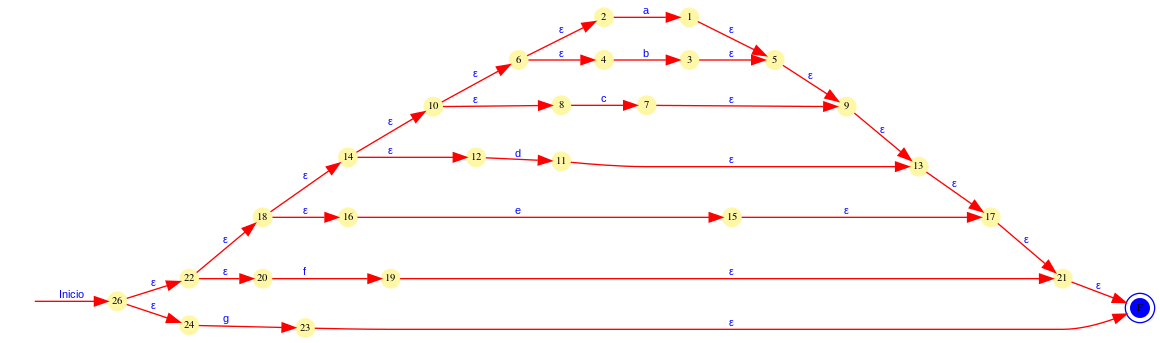 2 a 1
ε ε
6 ε 4 b 3 ε 5
ε ε
10 ε 8 c 7 ε 9
ε ε
14 ε 12 d 11 ε 13
ε ε
18 ε 16 e 15 ε 17
ε ε
22 ε 20 f 19 ε 21
Inicio 26 ε ε
ε 24 g 23 ε F